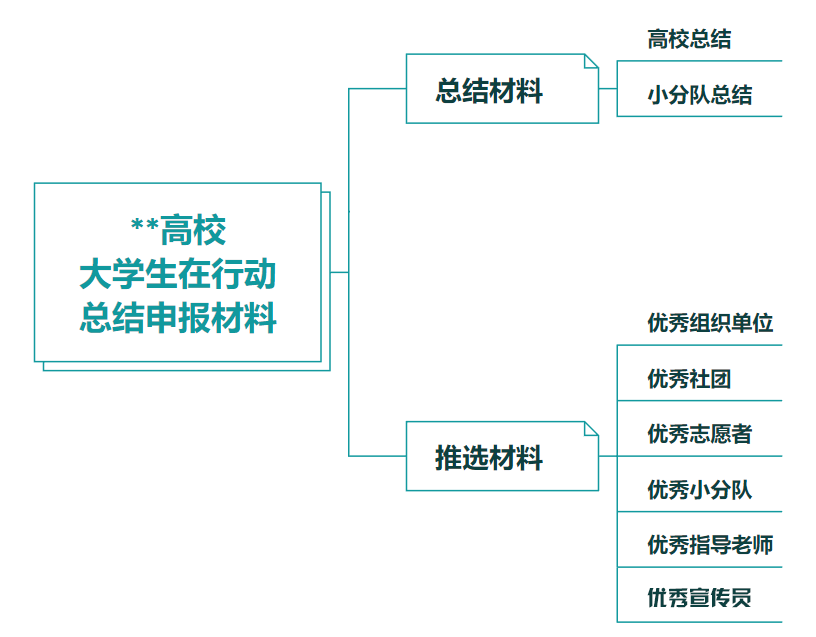 **高校
大学生在行动
总结申报材料
总结材料
高校总结
小分队总结
推选材料
优秀组织单位
优秀社团
优秀志愿者
优秀小分队
优秀指导老师
优秀宣传员